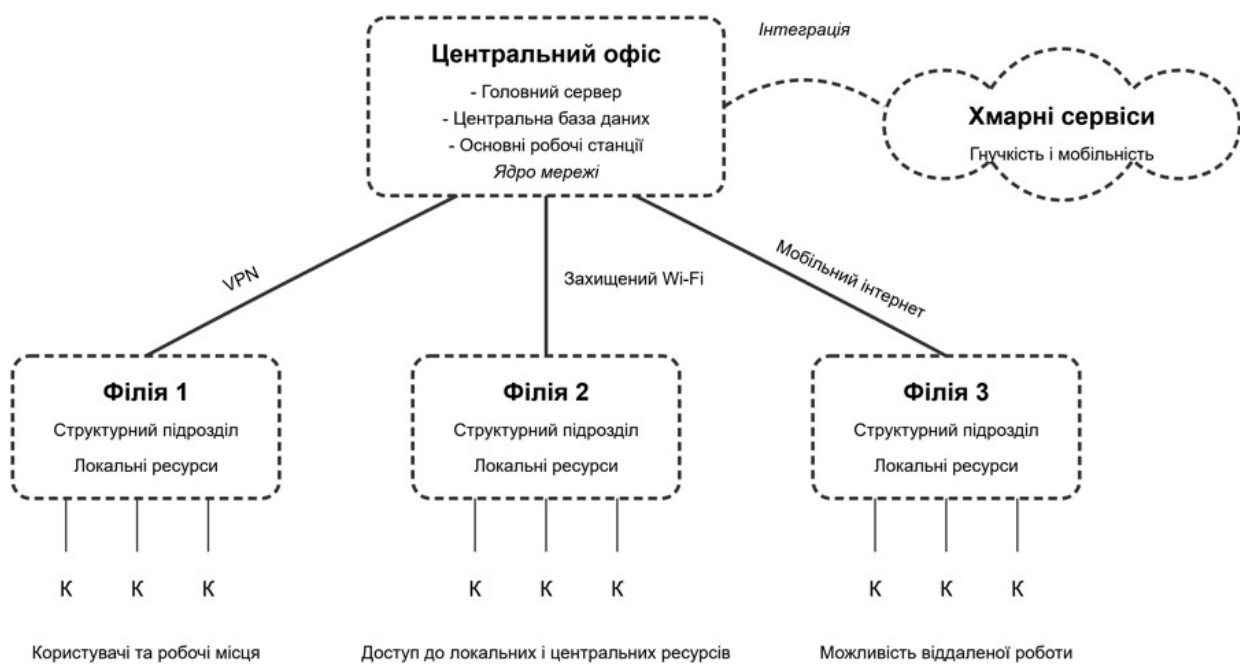 Інтеграція
Центральний офіс
- Головний сервер
- Центральна база даних
- Основні робочі станції
Ядро мережі
Хмарні сервіси
Гнучкість і мобільність
VPN
Захищений Wi-Fi
Мобільний інтернет
Філія 1
Структурний підрозділ
Локальні ресурси
Філія 2
Структурний підрозділ
Локальні ресурси
Філія 3
Структурний підрозділ
Локальні ресурси
К К К
К К К
К К К
Користувачі та робочі місця
Доступ до локальних і центральних ресурсів
Можливість віддаленої роботи